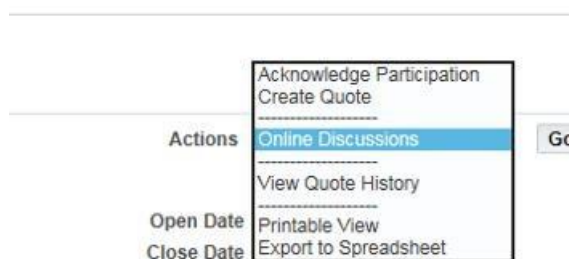 Acknowledge Participation
Create Quote
--------------------
Actions Online Discussions Go
--------------------
View Quote History
--------------------
Open Date Printable View
Close Date Export to Spreadsheet